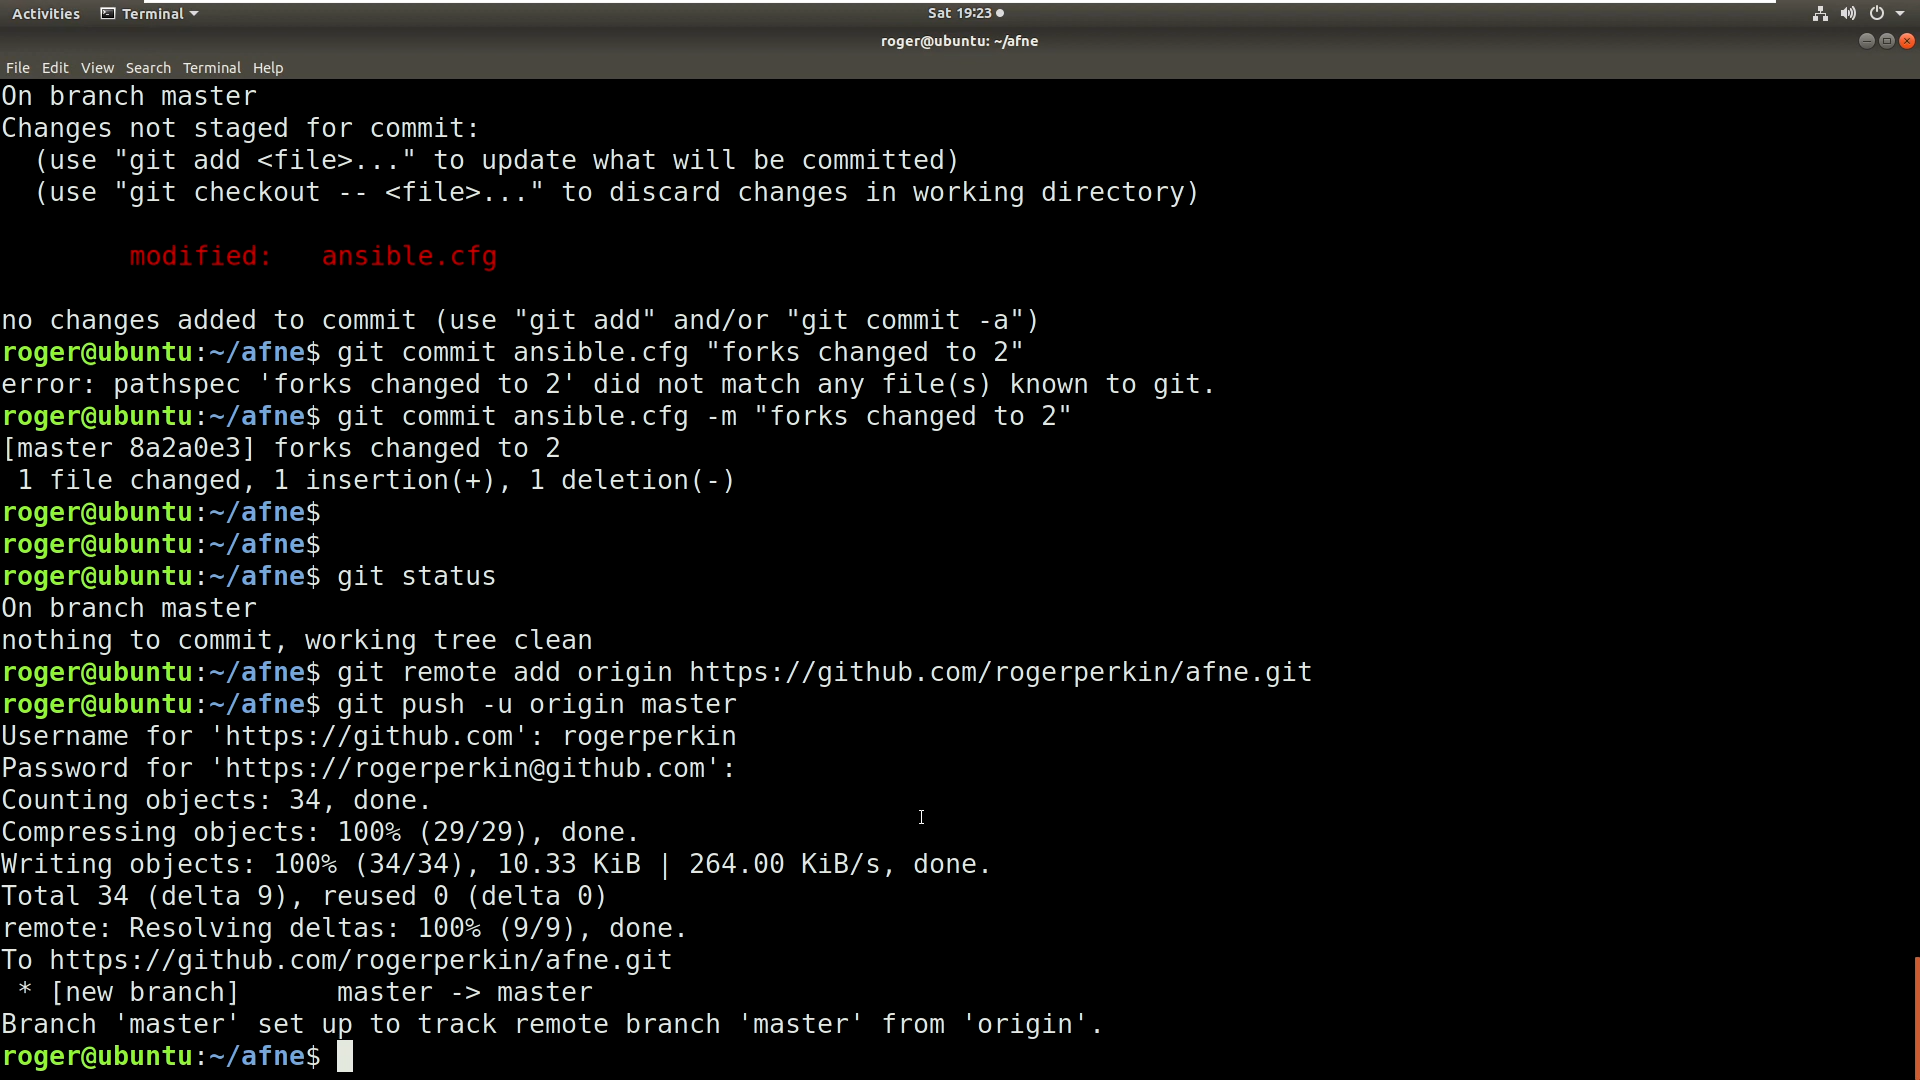 Activities Terminal Sat 19:23
roger@ubuntu: ~/afne
File Edit View Search Terminal Help
On branch master
Changes not staged for commit:
  (use "git add <file>..." to update what will be committed)
  (use "git checkout -- <file>..." to discard changes in working directory)
        modified:   ansible.cfg
no changes added to commit (use "git add" and/or "git commit -a")
roger@ubuntu:~/afne$ git commit ansible.cfg "forks changed to 2"
error: pathspec 'forks changed to 2' did not match any file(s) known to git.
roger@ubuntu:~/afne$ git commit ansible.cfg -m "forks changed to 2"
[master 8a2a0e3] forks changed to 2
 1 file changed, 1 insertion(+), 1 deletion(-)
roger@ubuntu:~/afne$
roger@ubuntu:~/afne$
roger@ubuntu:~/afne$ git status
On branch master
nothing to commit, working tree clean
roger@ubuntu:~/afne$ git remote add origin https://github.com/rogerperkin/afne.git
roger@ubuntu:~/afne$ git push -u origin master
Username for 'https://github.com': rogerperkin
Password for 'https://rogerperkin@github.com':
Counting objects: 34, done.
Compressing objects: 100% (29/29), done.
Writing objects: 100% (34/34), 10.33 KiB | 264.00 KiB/s, done.
Total 34 (delta 9), reused 0 (delta 0)
remote: Resolving deltas: 100% (9/9), done.
To https://github.com/rogerperkin/afne.git
 * [new branch]      master -> master
Branch 'master' set up to track remote branch 'master' from 'origin'.
roger@ubuntu:~/afne$